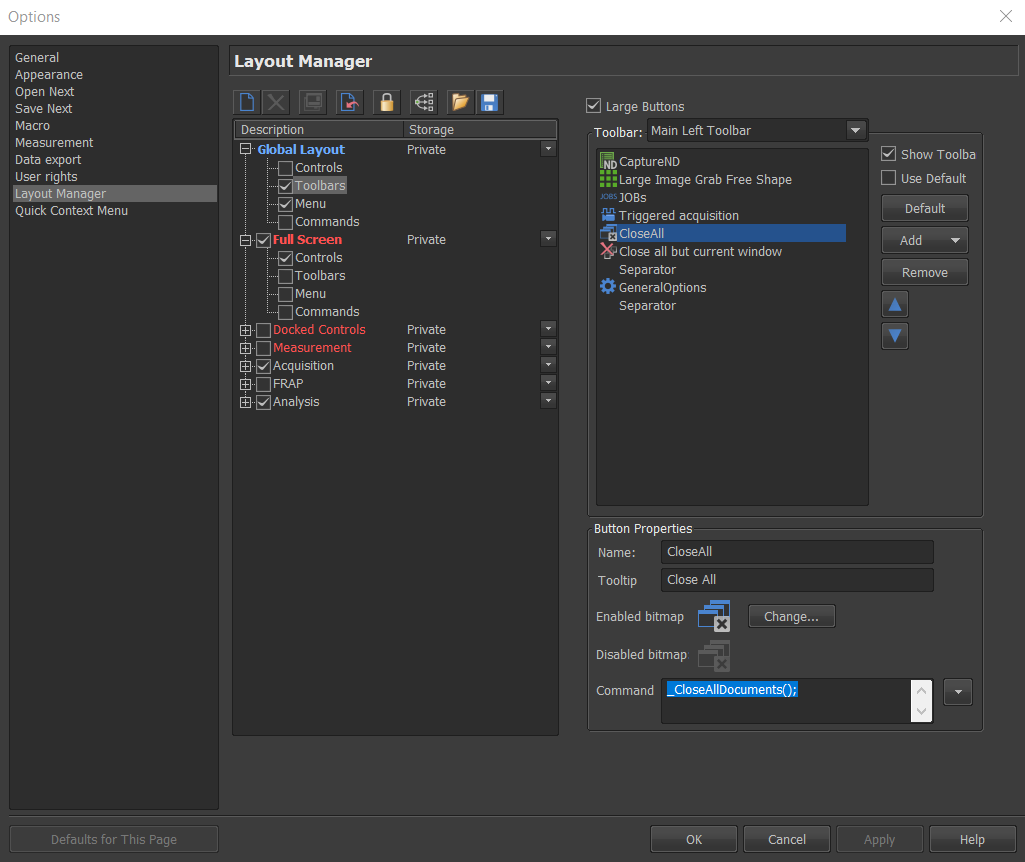 Options
General
Appearance
Open Next
Save Next
Macro
Measurement
Data export
User rights
Layout Manager
Quick Context Menu
Layout Manager
Description Storage
Global Layout Private
Controls
Toolbars
Menu
Commands
Full Screen Private
Controls
Toolbars
Menu
Commands
Docked Controls Private
Measurement Private
Acquisition Private
FRAP Private
Analysis Private
Large Buttons
Toolbar: Main Left Toolbar
ND CaptureND
Large Image Grab Free Shape
JOBS JOBs
Triggered acquisition
CloseAll
Close all but current window
Separator
GeneralOptions
Separator
Show Toolba
Use Default
Default
Add
Remove
Button Properties
Name: CloseAll
Tooltip Close All
Enabled bitmap Change...
Disabled bitmap:
Command _CloseAllDocuments();
Defaults for This Page
OK Cancel Apply Help